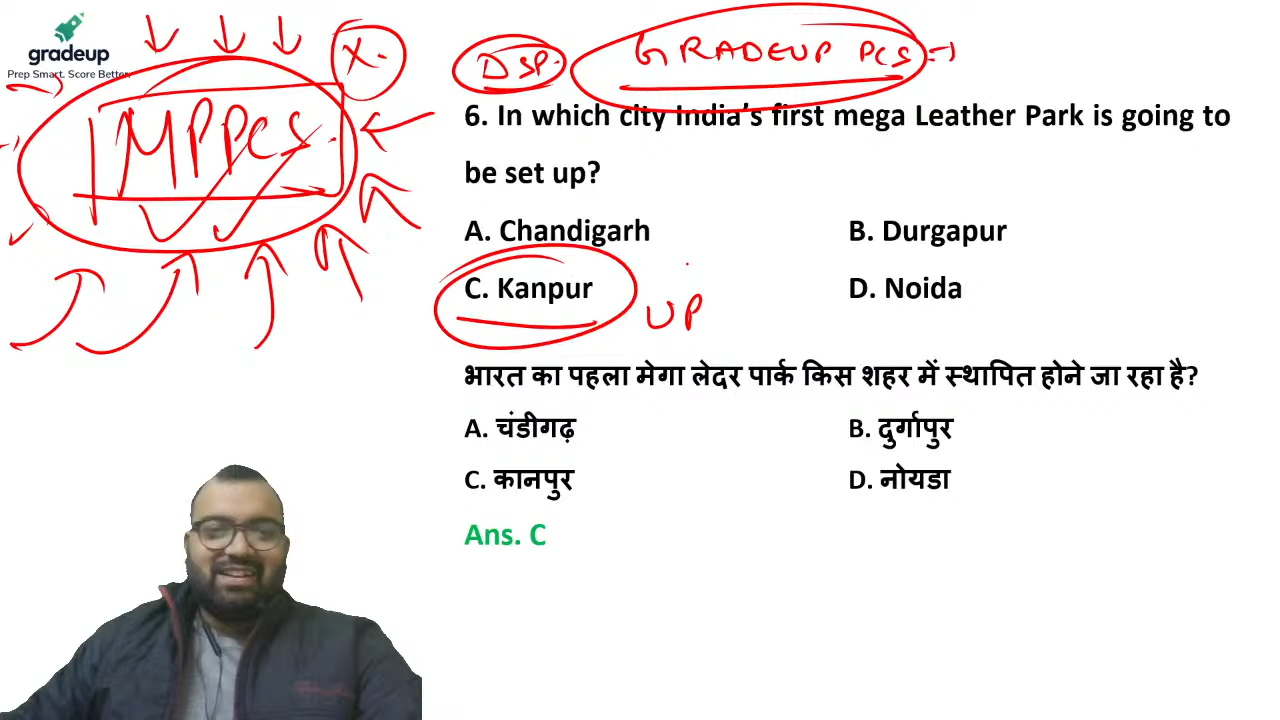 gradeup
Prep Smart. Score Better.
X.
DSP.
GRADEUP PCS
MPPCS
6. In which city India's first mega Leather Park is going to
be set up?
A. Chandigarh
B. Durgapur
C. Kanpur
D. Noida
UP
भारत का पहला मेगा लेदर पार्क किस शहर में स्थापित होने जा रहा है?
A. चंडीगढ़
B. दुर्गापुर
C. कानपुर
D. नोयडा
Ans. C